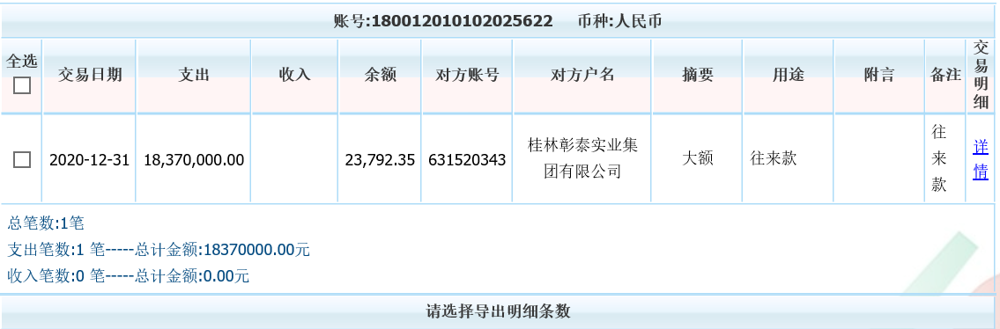 账号:180012010102025622 币种:人民币
全选 交易日期 支出 收入 余额 对方账号 对方户名 摘要 用途 附言 备注 交易明细
2020-12-31 18,370,000.00 23,792.35 631520343 桂林彰泰实业集团有限公司 大额 往来款 往来款 详情
总笔数:1笔
支出笔数:1 笔-----总计金额:18370000.00元
收入笔数:0 笔-----总计金额:0.00元
请选择导出明细条数